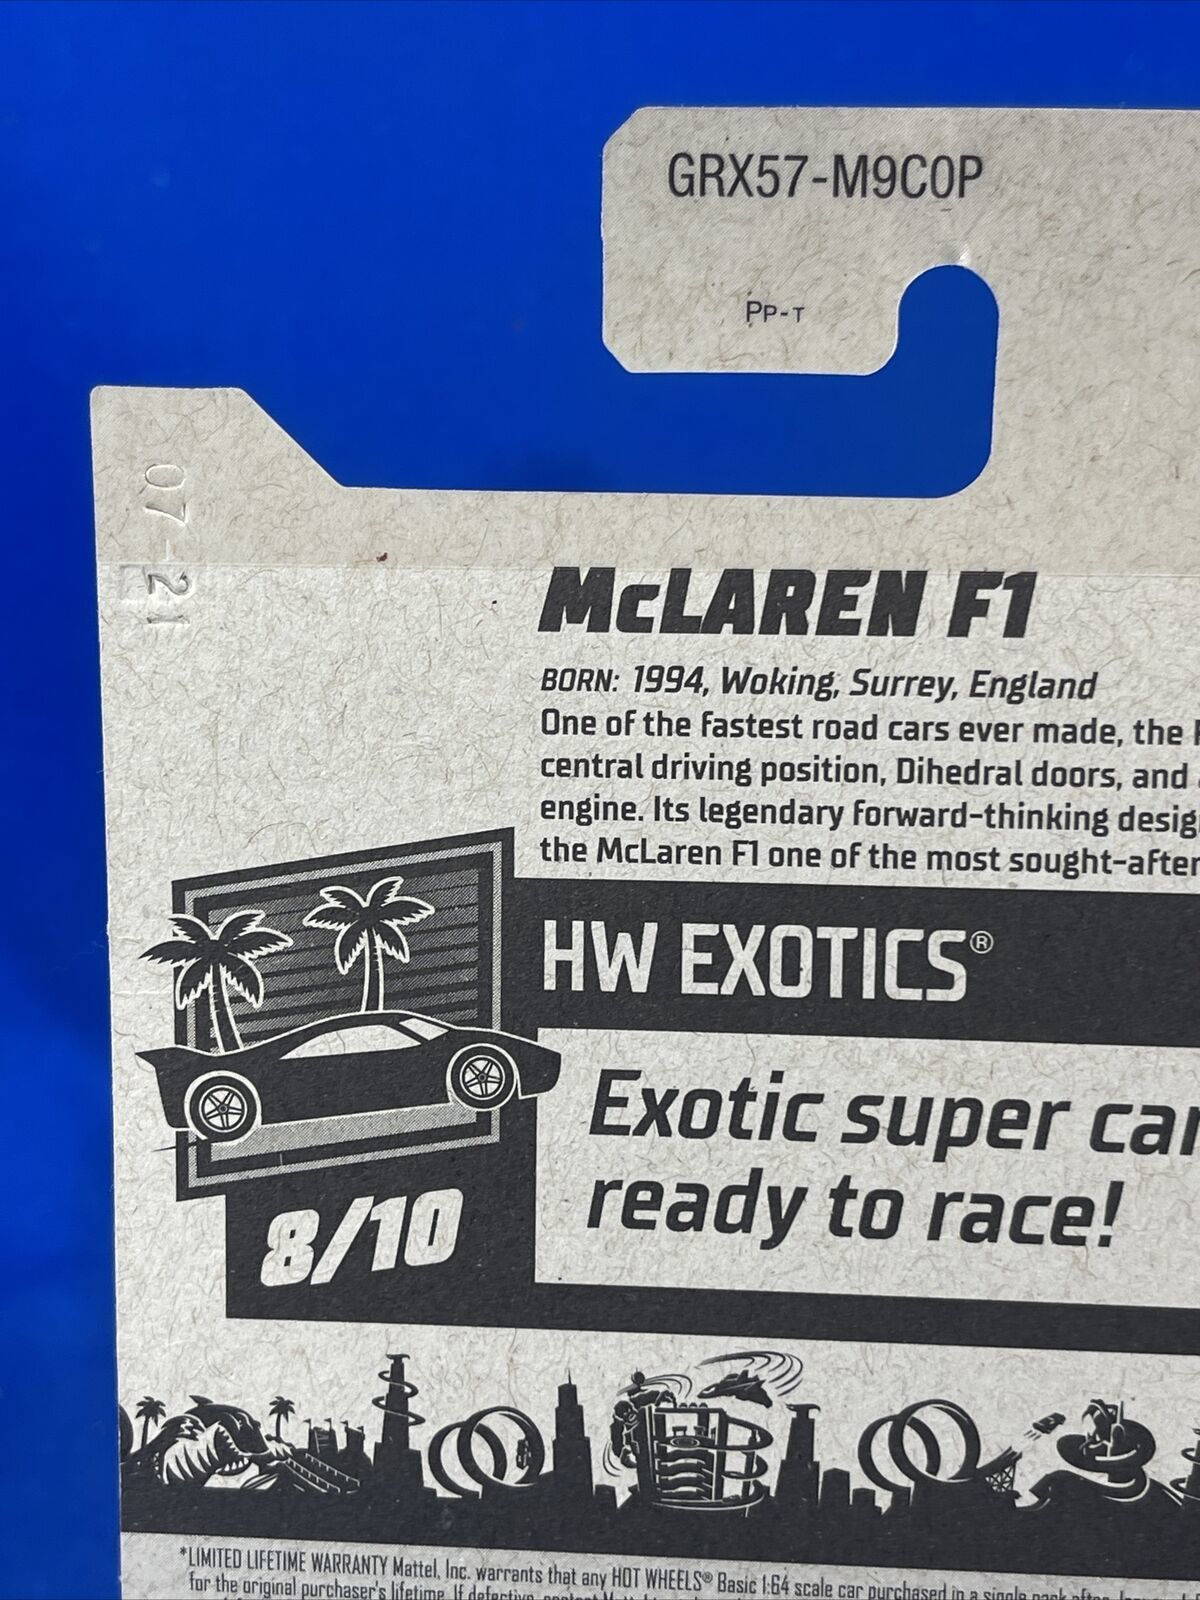 GRX57-M9C0P
PP-T
07-21
McLAREN F1
BORN: 1994, Woking, Surrey, England
One of the fastest road cars ever made, the
central driving position, Dihedral doors, and
engine. Its legendary forward-thinking desig
the McLaren F1 one of the most sought-after
HW EXOTICS®
Exotic super car
ready to race!
8/10
*LIMITED LIFETIME WARRANTY Mattel, Inc. warrants that any HOT WHEELS® Basic 1:64 scale car purchased in a single pack after
for the original purchaser's lifetime. If defective, contact